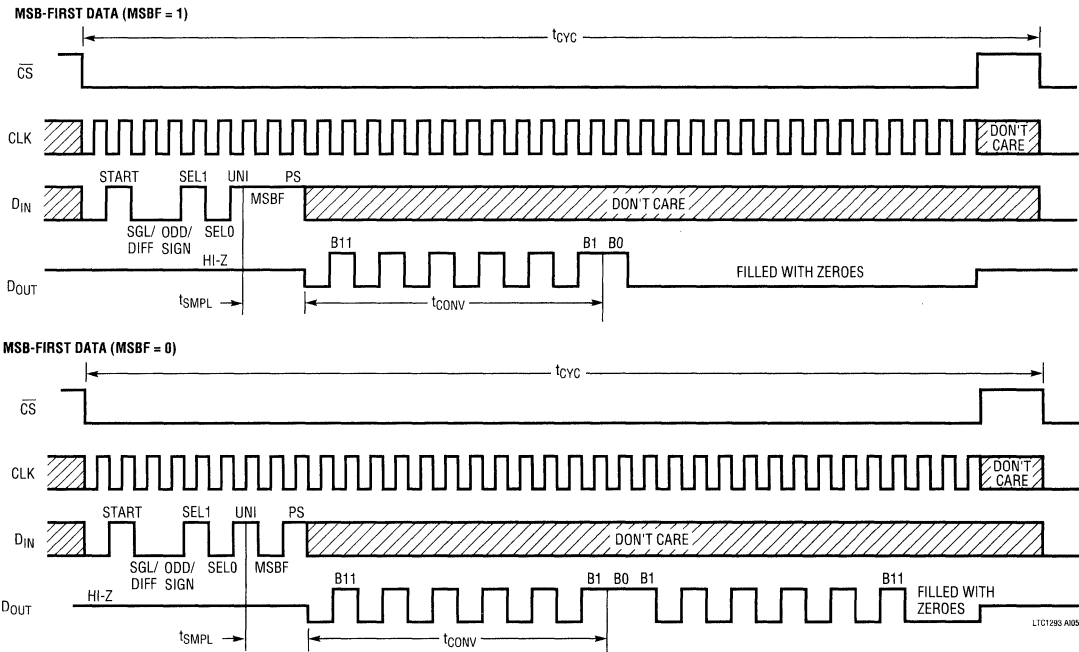 MSB-FIRST DATA (MSBF = 1)
tCYC
CS
CLK
DON'T
CARE
START
SEL1
UNI
PS
DIN
MSBF
DON'T CARE
SGL/
DIFF
ODD/
SIGN
SEL0
HI-Z
B11
B1
B0
FILLED WITH ZEROES
DOUT
tSMPL
tCONV
MSB-FIRST DATA (MSBF = 0)
tCYC
CS
CLK
DON'T
CARE
START
SEL1
UNI
PS
DIN
DON'T CARE
SGL/
DIFF
ODD/
SIGN
SEL0
MSBF
HI-Z
B11
B1
B0
B1
B11
FILLED WITH
ZEROES
DOUT
tSMPL
tCONV
LTC1293 AI05